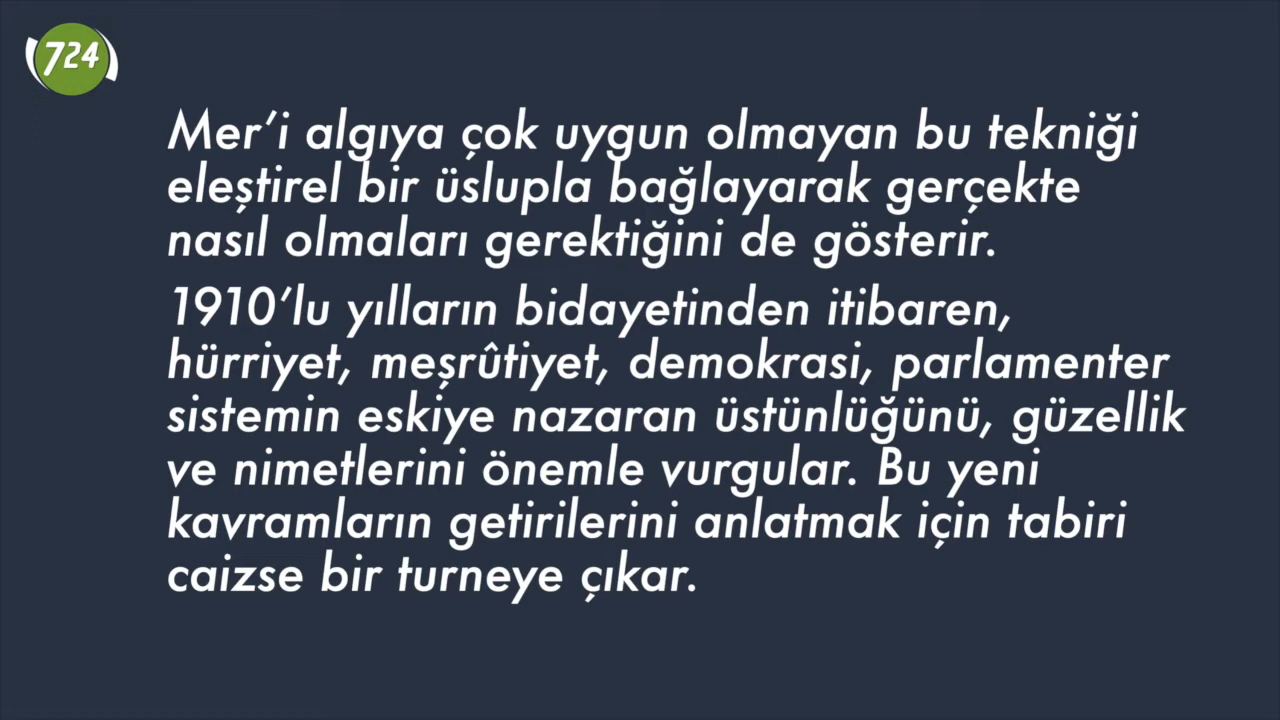 724
Mer’i algıya çok uygun olmayan bu tekniği
eleştirel bir üslupla bağlayarak gerçekte
nasıl olmaları gerektiğini de gösterir.
1910’lu yılların bidayetinden itibaren,
hürriyet, meşrûtiyet, demokrasi, parlamenter
sistemin eskiye nazaran üstünlüğünü, güzellik
ve nimetlerini önemle vurgular. Bu yeni
kavramların getirilerini anlatmak için tabiri
caizse bir turneye çıkar.